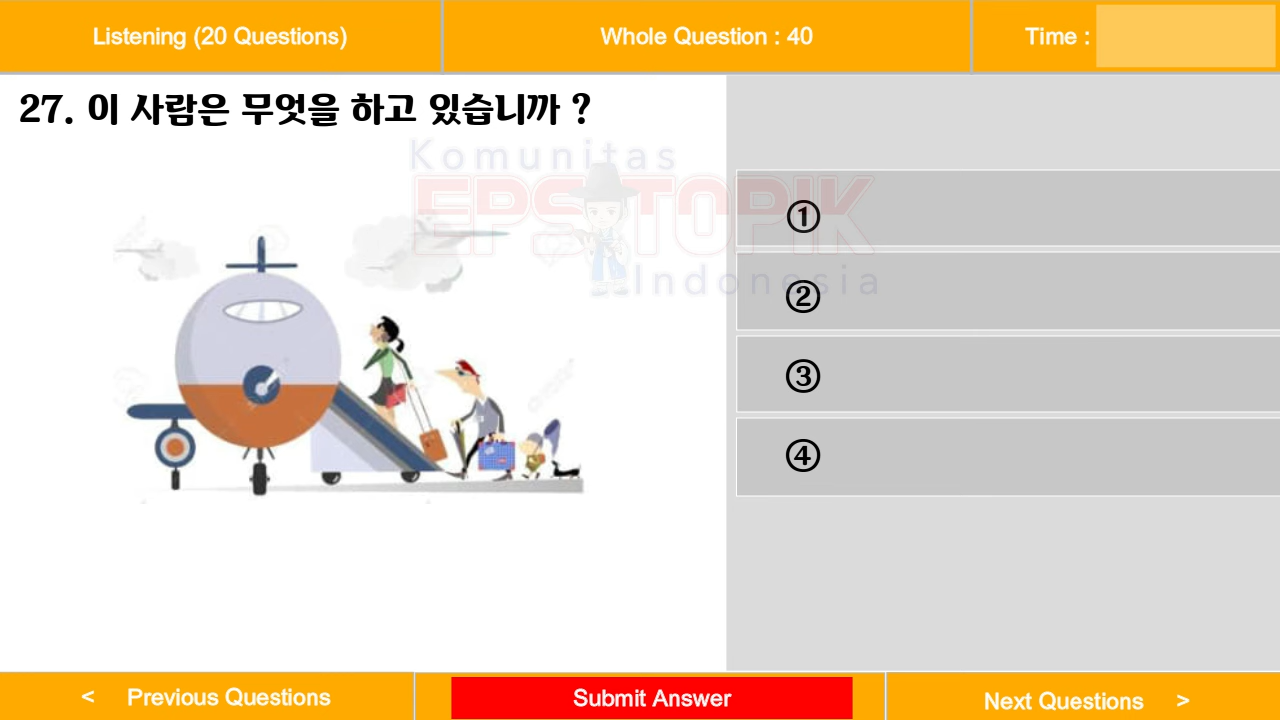 Listening (20 Questions)
Whole Question : 40
Time :
27. 이 사람은 무엇을 하고 있습니까 ?
Komunitas
EPS TOPIK
Indonesia
①
②
③
④
< Previous Questions
Submit Answer
Next Questions >